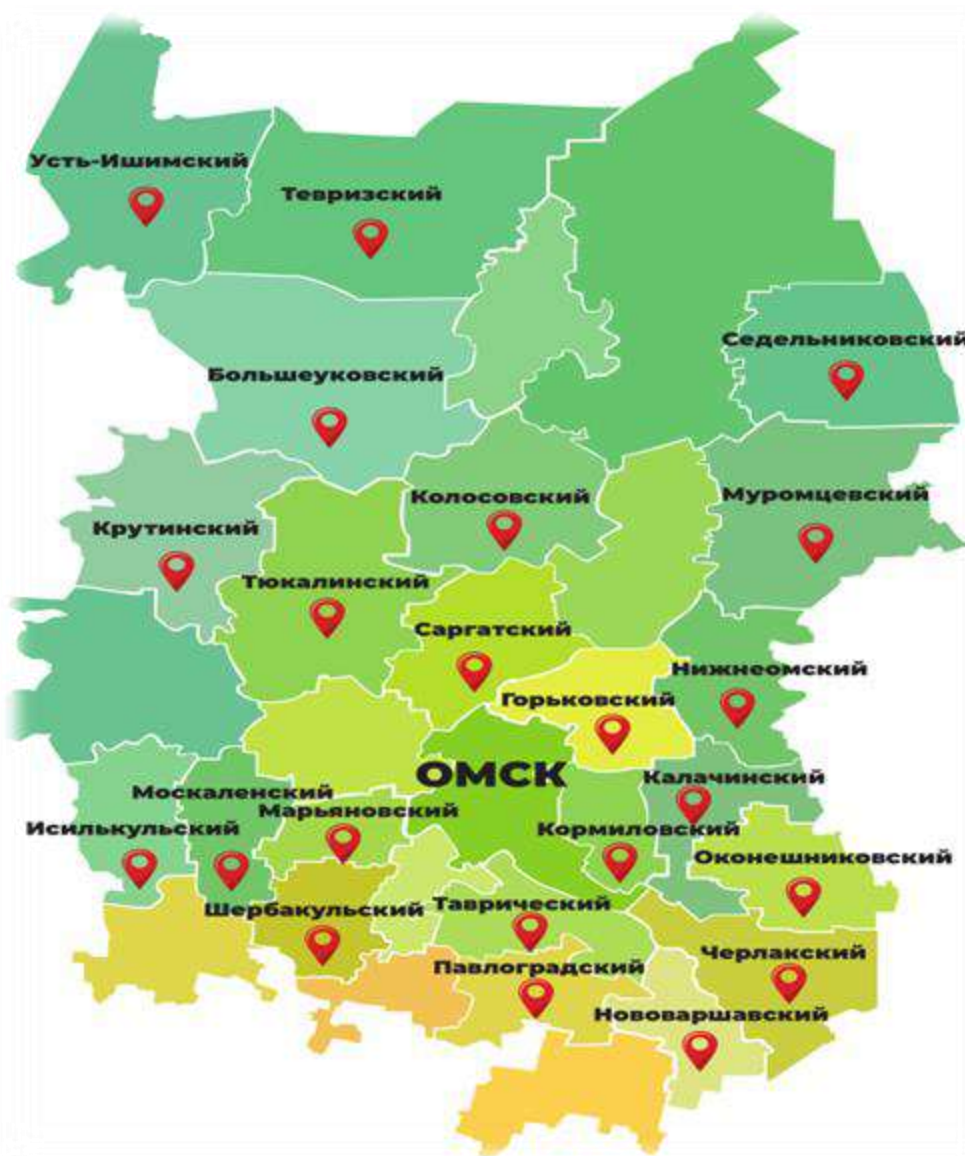 Усть-Ишимский
Тевризский
Седельниковский
Большеуковский
Колосовский
Муромцевский
Крутинский
Тюкалинский
Саргатский
Нижнеомский
Горьковский
ОМСК
Калачинский
Москаленский
Марьяновский
Исилькульский
Кормиловский
Оконешниковский
Шербакульский
Таврический
Черлакский
Павлоградский
Нововаршавский